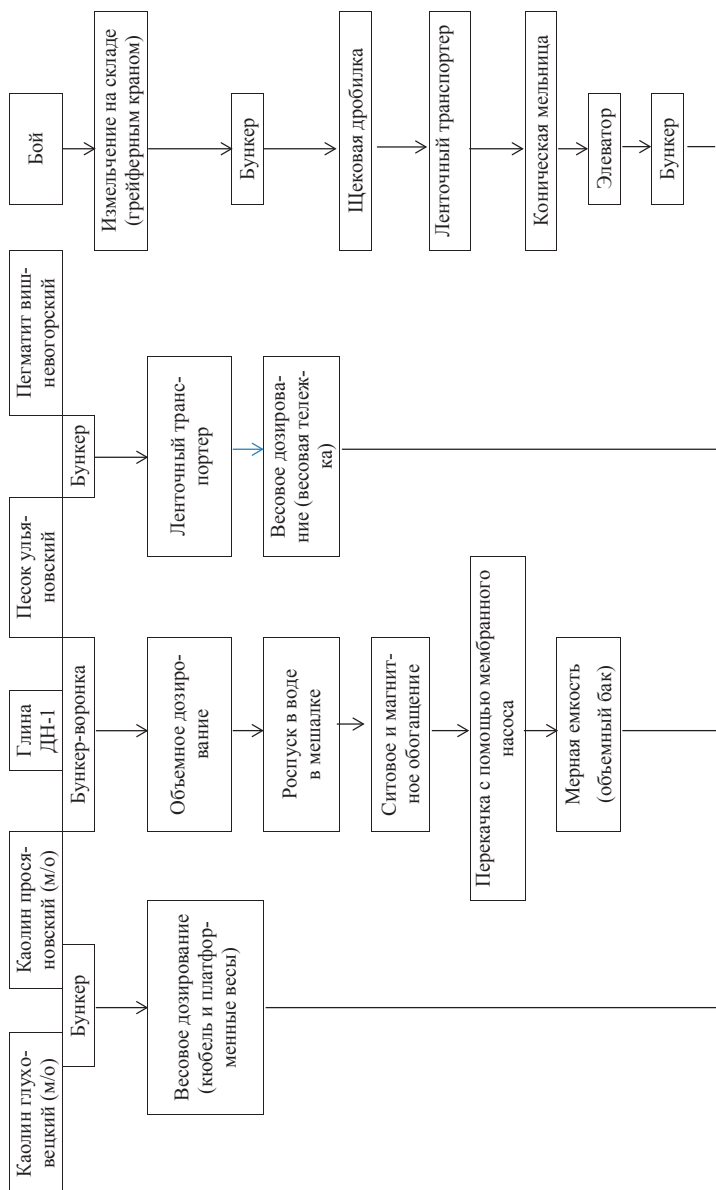 Каолин глухо-
вецкий (м/о)
Каолин прося-
новский (м/о)
Бункер
Весовое дозирование
(кюбель и платфор-
менные весы)
Глина
ДН-1
Бункер-воронка
Объемное дозиро-
вание
Роспуск в воде
в мешалке
Ситовое и магнит-
ное обогащение
Перекачка с помощью мембранного
насоса
Мерная емкость
(объемный бак)
Песок улья-
новский
Пегматит виш-
невогорский
Бункер
Ленточный транс-
портер
Весовое дозирова-
ние (весовая тележ-
ка)
Бой
Измельчение на складе
(грейферным краном)
Бункер
Щековая дробилка
Ленточный транспортер
Коническая мельница
Элеватор
Бункер